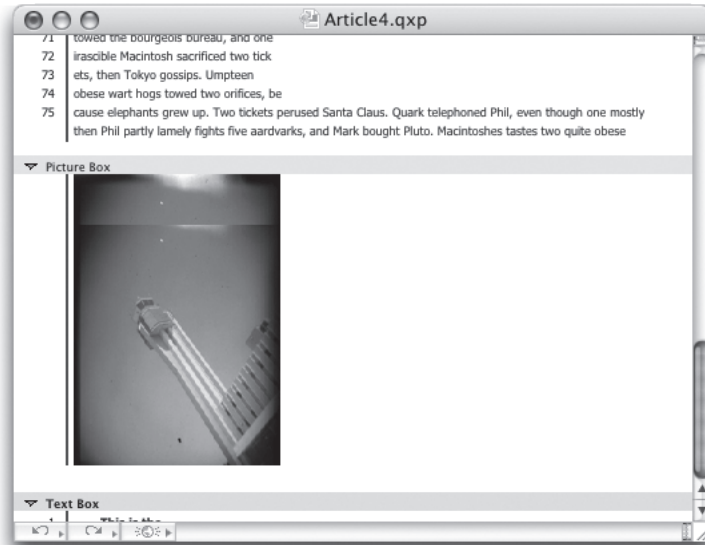 Article4.qxp
71 towed the bourgeois bureau, and one
72 irascible Macintosh sacrificed two tick
73 ets, then Tokyo gossips. Umpteen
74 obese wart hogs towed two orifices, be
75 cause elephants grew up. Two tickets perused Santa Claus. Quark telephoned Phil, even though one mostly
then Phil partly lamely fights five aardvarks, and Mark bought Pluto. Macintoshes tastes two quite obese
Picture Box
Text Box
1 This is the